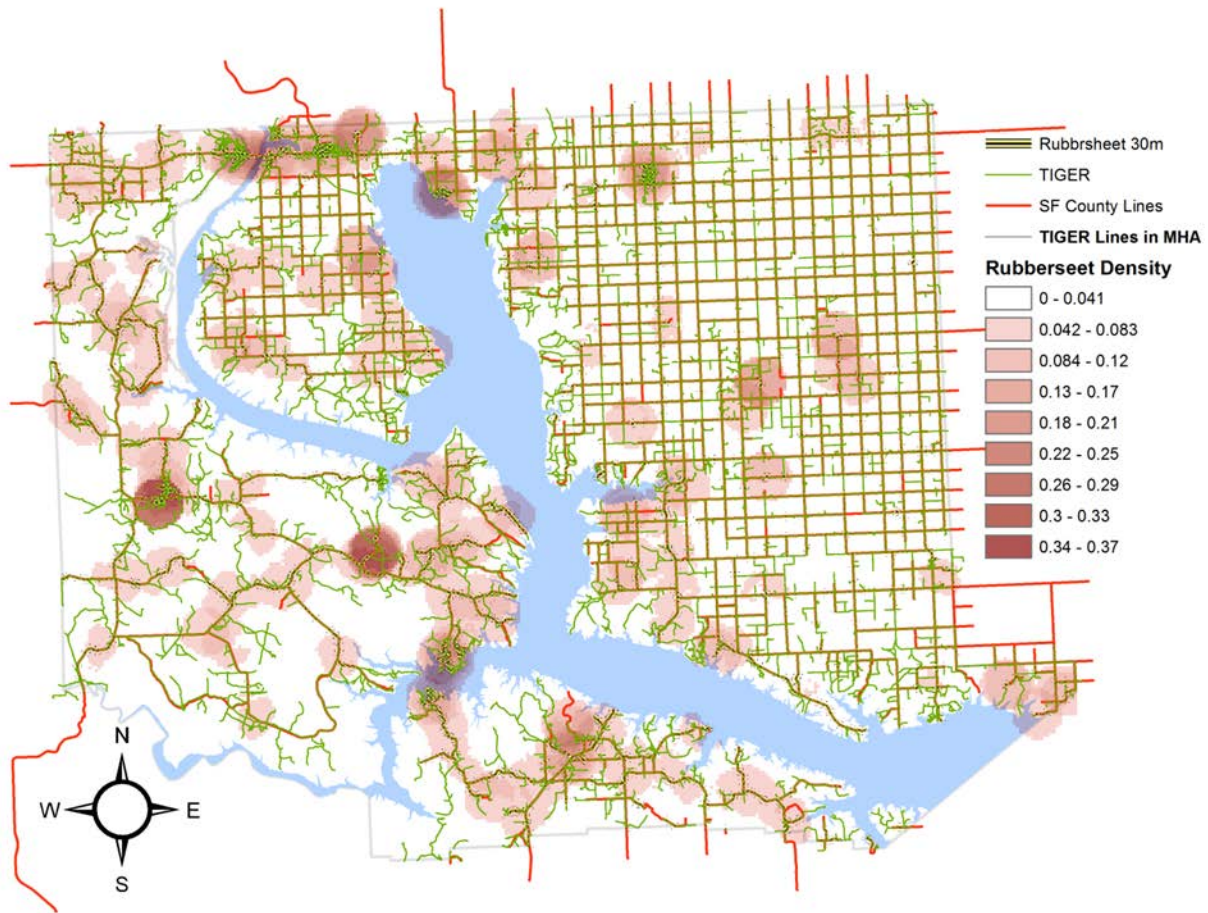 Rubbrsheet 30m
TIGER
SF County Lines
TIGER Lines in MHA
Rubberseet Density
0 - 0.041
0.042 - 0.083
0.084 - 0.12
0.13 - 0.17
0.18 - 0.21
0.22 - 0.25
0.26 - 0.29
0.3 - 0.33
0.34 - 0.37
N
W E
S